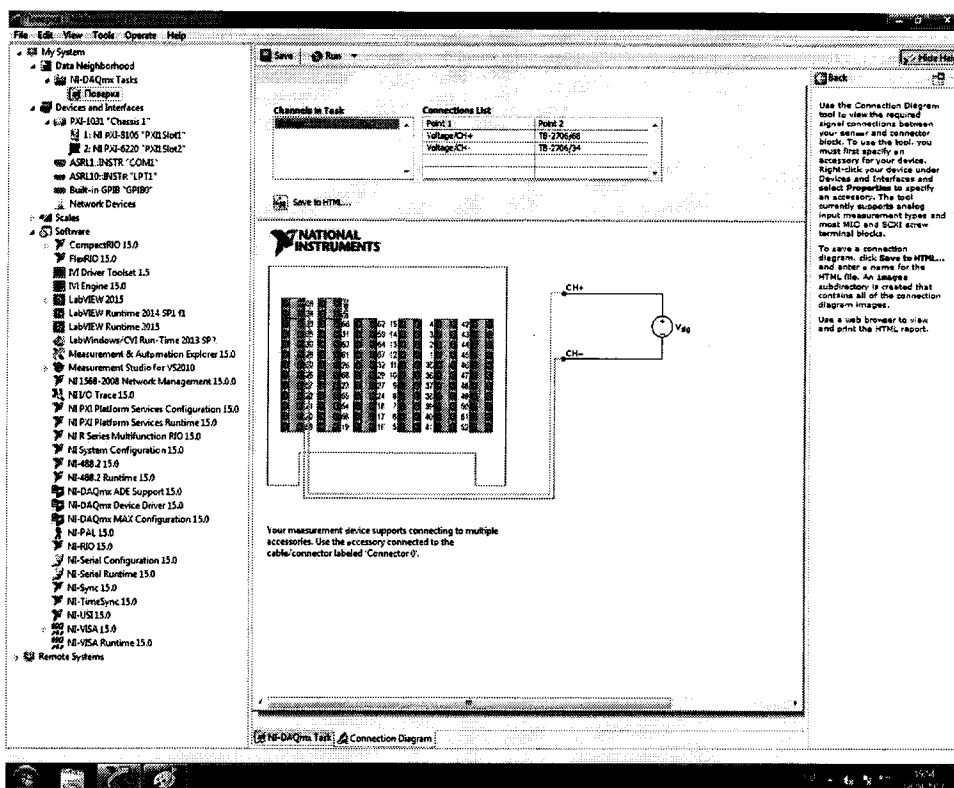 File Edit View Tools Operate Help
My System
Data Neighborhood
NI-DAQmx Tasks
Поверка
Devices and Interfaces
PXI-1031 "Chassis 1"
1: NI PXI-8106 "PXI1Slot1"
2: NI PXI-6220 "PXI1Slot2"
ASRL1::INSTR "COM1"
ASRL10::INSTR "LPT1"
Built-in GPIB "GPIB0"
Network Devices
Scales
Software
CompactRIO 15.0
FlexRIO 15.0
IVI Driver Toolset 1.5
IVI Engine 15.0
LabVIEW 2015
LabVIEW Runtime 2014 SP1 f1
LabVIEW Runtime 2015
LabWindows/CVI Run-Time 2013 SP2
Measurement & Automation Explorer 15.0
Measurement Studio for VS2010
NI 1588-2008 Network Management 15.0.0
NI I/O Trace 15.0
NI PXI Platform Services Configuration 15.0
NI PXI Platform Services Runtime 15.0
NI R Series Multifunction RIO 15.0
NI System Configuration 15.0
NI-488.2 15.0
NI-488.2 Runtime 15.0
NI-DAQmx ADE Support 15.0
NI-DAQmx Device Driver 15.0
NI-DAQmx MAX Configuration 15.0
NI-PAL 15.0
NI-RIO 15.0
NI-Serial Configuration 15.0
NI-Serial Runtime 15.0
NI-Sync 15.0
NI-TimeSync 15.0
NI-USI 15.0
NI-VISA 15.0
NI-VISA Runtime 15.0
Remote Systems
Save Run
Channels in Task
Connections List
Point 1 Point 2
Voltage/CH+ TB-2706/68
Voltage/CH- TB-2706/34
Save to HTML...
NATIONAL
INSTRUMENTS
CH+
Vsig
CH-
Your measurement device supports connecting to multiple
accessories. Use the accessory connected to the
cable/connector labeled 'Connector 0'.
NI-DAQmx Task Connection Diagram
Hide Help
Back
Use the Connection Diagram
tool to view the required
signal connections between
your sensor and connector
block. To use the tool, you
must first specify an
accessory for your device.
Right-click your device under
Devices and Interfaces and
select Properties to specify
an accessory. The tool
currently supports analog
input measurement types and
most MIO and SCXI screw
terminal blocks.
To save a connection
diagram, click Save to HTML...
and enter a name for the
HTML file. An images
subdirectory is created that
contains all of the connection
diagram images.
Use a web browser to view
and print the HTML report.